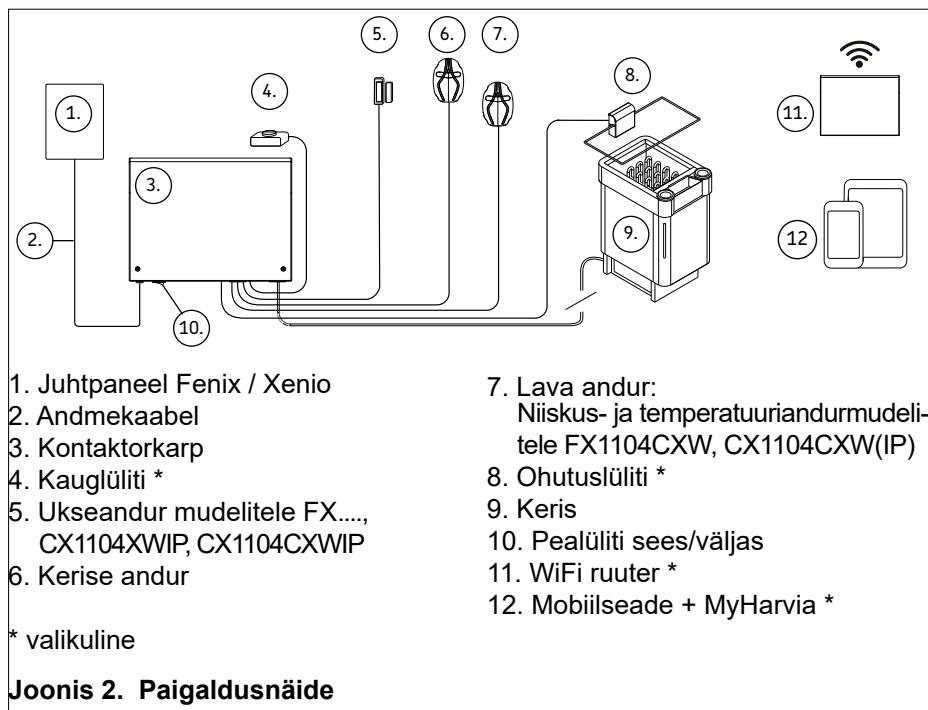 5.
6.
7.
8.
4.
1.
11.
3.
2.
9.
12
10.
1. Juhtpaneel Fenix / Xenio
2. Andmekaabel
3. Kontaktorkarp
4. Kauglüliti *
5. Ukseandur mudelitele FX....,
CX1104XWIP, CX1104CXWIP
6. Kerise andur
* valikuline
7. Lava andur:
Niiskus- ja temperatuuriandurmudeli-
tele FX1104CXW, CX1104CXW(IP)
8. Ohutuslüliti *
9. Keris
10. Pealüliti sees/väljas
11. WiFi ruuter *
12. Mobiilseade + MyHarvia *
Joonis 2. Paigaldusnäide